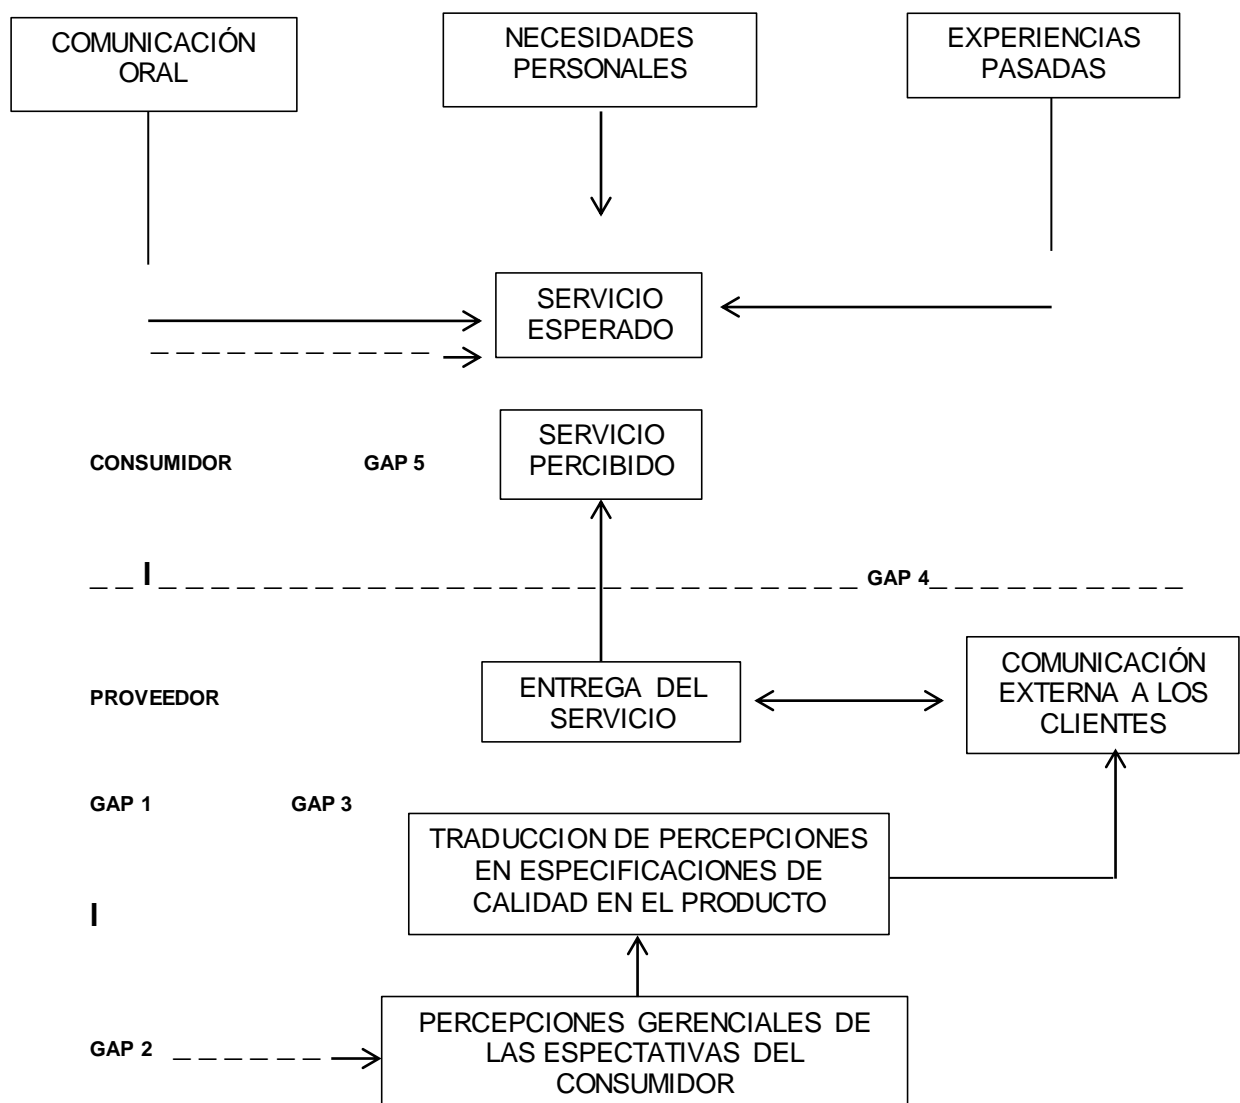 COMUNICACIÓN
ORAL
NECESIDADES
PERSONALES
EXPERIENCIAS
PASADAS
SERVICIO
ESPERADO
SERVICIO
PERCIBIDO
CONSUMIDOR
GAP 5
I
GAP 4
PROVEEDOR
ENTREGA DEL
SERVICIO
COMUNICACIÓN
EXTERNA A LOS
CLIENTES
GAP 1
GAP 3
TRADUCCION DE PERCEPCIONES
EN ESPECIFICACIONES DE
CALIDAD EN EL PRODUCTO
I
GAP 2
PERCEPCIONES GERENCIALES DE
LAS ESPECTATIVAS DEL
CONSUMIDOR